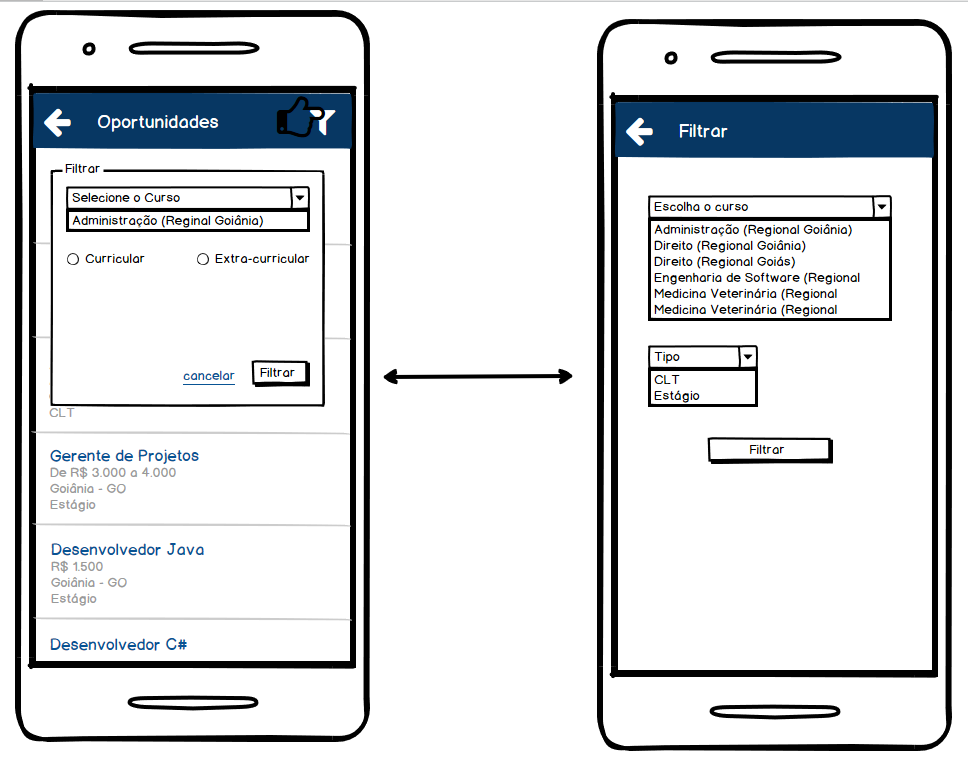 Oportunidades
Filtrar
Selecione o Curso
Administração (Reginal Goiânia)
Curricular
Extra-curricular
cancelar
Filtrar
CLT
Gerente de Projetos
De R$ 3.000 a 4.000
Goiânia - GO
Estágio
Desenvolvedor Java
R$ 1.500
Goiânia - GO
Estágio
Desenvolvedor C#
Filtrar
Escolha o curso
Administração (Regional Goiânia)
Direito (Regional Goiânia)
Direito (Regional Goiás)
Engenharia de Software (Regional
Medicina Veterinária (Regional
Medicina Veterinária (Regional
Tipo
CLT
Estágio
Filtrar